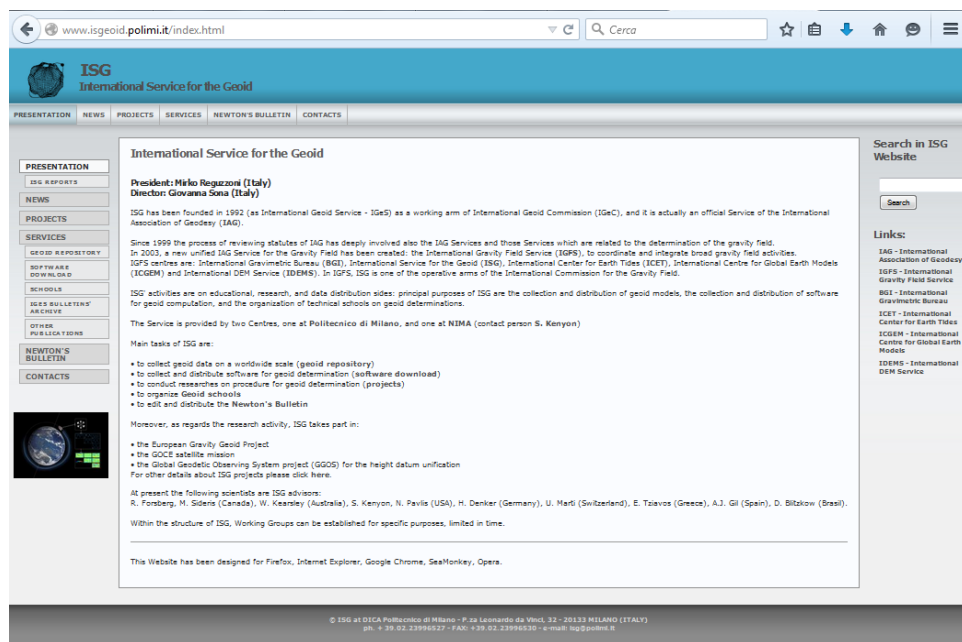 www.isgeoid.polimi.it/index.html
Cerca
ISG
International Service for the Geoid
PRESENTATION NEWS PROJECTS SERVICES NEWTON'S BULLETIN CONTACTS
PRESENTATION
ISG REPORTS
NEWS
PROJECTS
SERVICES
GEOID REPOSITORY
SOFTWARE
DOWNLOAD
SCHOOLS
IGES BULLETINS'
ARCHIVE
OTHER
PUBLICATIONS
NEWTON'S
BULLETIN
CONTACTS
International Service for the Geoid
President: Mirko Reguzzoni (Italy)
Director: Giovanna Sona (Italy)
ISG has been founded in 1992 (as International Geoid Service - IGeS) as a working arm of International Geoid Commission (IGeC), and it is actually an official Service of the International
Association of Geodesy (IAG).
Since 1999 the process of reviewing statutes of IAG has deeply involved also the IAG Services and those Services which are related to the determination of the gravity field.
In 2003, a new unified IAG Service for the Gravity Field has been created: the International Gravity Field Service (IGFS), to coordinate and integrate broad gravity field activities.
IGFS centres are: International Gravimetric Bureau (BGI), International Service for the Geoid (ISG), International Center for Earth Tides (ICET), International Centre for Global Earth Models
(ICGEM) and International DEM Service (IDEMS). In IGFS, ISG is one of the operative arms of the International Commission for the Gravity Field.
ISG' activities are on educational, research, and data distribution sides: principal purposes of ISG are the collection and distribution of geoid models, the collection and distribution of software
for geoid computation, and the organization of technical schools on geoid determinations.
The Service is provided by two Centres, one at Politecnico di Milano, and one at NIMA (contact person S. Kenyon)
Main tasks of ISG are:
• to collect geoid data on a worldwide scale (geoid repository)
• to collect and distribute software for geoid determination (software download)
• to conduct researches on procedure for geoid determination (projects)
• to organize Geoid schools
• to edit and distribute the Newton's Bulletin
Moreover, as regards the research activity, ISG takes part in:
• the European Gravity Geoid Project
• the GOCE satellite mission
• the Global Geodetic Observing System project (GGOS) for the height datum unification
For other details about ISG projects please click here.
At present the following scientists are ISG advisors:
R. Forsberg, M. Sideris (Canada), W. Kearsley (Australia), S. Kenyon, N. Pavlis (USA), H. Denker (Germany), U. Marti (Switzerland), E. Tziavos (Greece), A.J. Gil (Spain), D. Blitzkow (Brasil).
Within the structure of ISG, Working Groups can be established for specific purposes, limited in time.
This Website has been designed for Firefox, Internet Explorer, Google Chrome, SeaMonkey, Opera.
Search in ISG
Website
Search
Links:
IAG - International
Association of Geodesy
IGFS - International
Gravity Field Service
BGI - International
Gravimetric Bureau
ICET - International
Center for Earth Tides
ICGEM - International
Centre for Global Earth
Models
IDEMS - International
DEM Service
© ISG at DICA Politecnico di Milano - P.za Leonardo da Vinci, 32 - 20133 MILANO (ITALY)
ph. + 39.02.23996527 - FAX: +39.02.23996530 - e-mail: isg@polimi.it